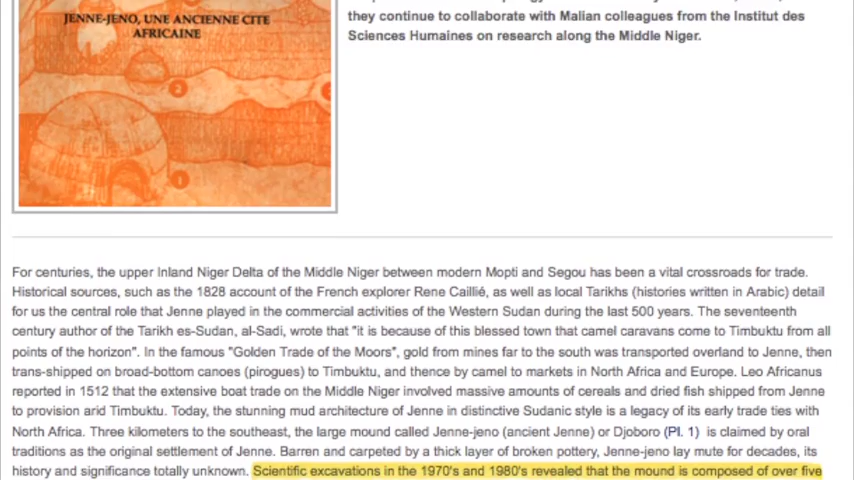 JENNE-JENO, UNE ANCIENNE CITE
AFRICAINE
2
1
they continue to collaborate with Malian colleagues from the Institut des
Sciences Humaines on research along the Middle Niger.
For centuries, the upper Inland Niger Delta of the Middle Niger between modern Mopti and Segou has been a vital crossroads for trade.
Historical sources, such as the 1828 account of the French explorer Rene Caillié, as well as local Tarikhs (histories written in Arabic) detail
for us the central role that Jenne played in the commercial activities of the Western Sudan during the last 500 years. The seventeenth
century author of the Tarikh es-Sudan, al-Sadi, wrote that "it is because of this blessed town that camel caravans come to Timbuktu from all
points of the horizon". In the famous "Golden Trade of the Moors", gold from mines far to the south was transported overland to Jenne, then
trans-shipped on broad-bottom canoes (pirogues) to Timbuktu, and thence by camel to markets in North Africa and Europe. Leo Africanus
reported in 1512 that the extensive boat trade on the Middle Niger involved massive amounts of cereals and dried fish shipped from Jenne
to provision arid Timbuktu. Today, the stunning mud architecture of Jenne in distinctive Sudanic style is a legacy of its early trade ties with
North Africa. Three kilometers to the southeast, the large mound called Jenne-jeno (ancient Jenne) or Djoboro (Pl. 1) is claimed by oral
traditions as the original settlement of Jenne. Barren and carpeted by a thick layer of broken pottery, Jenne-jeno lay mute for decades, its
history and significance totally unknown. Scientific excavations in the 1970's and 1980's revealed that the mound is composed of over five